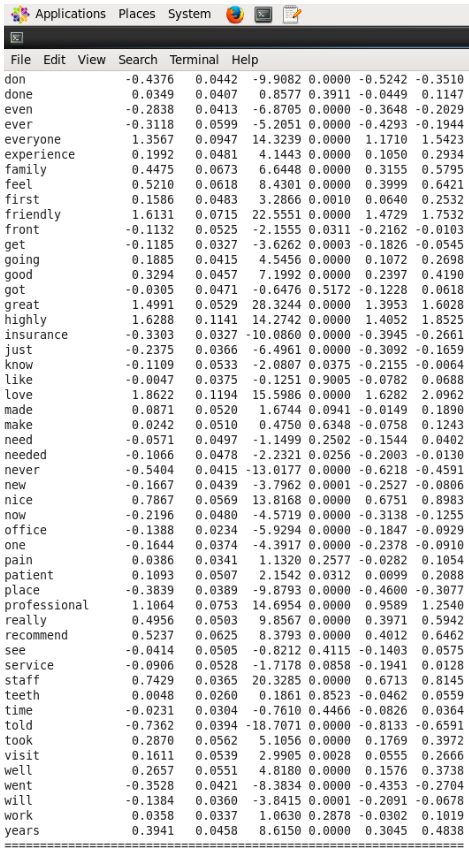 Applications Places System
File Edit View Search Terminal Help
don -0.4376 0.0442 -9.9082 0.0000 -0.5242 -0.3510
done 0.0349 0.0407 0.8577 0.3911 -0.0449 0.1147
even -0.2838 0.0413 -6.8705 0.0000 -0.3648 -0.2029
ever -0.3118 0.0599 -5.2051 0.0000 -0.4293 -0.1944
everyone 1.3567 0.0947 14.3239 0.0000 1.1710 1.5423
experience 0.1992 0.0481 4.1443 0.0000 0.1050 0.2934
family 0.4475 0.0673 6.6448 0.0000 0.3155 0.5795
feel 0.5210 0.0618 8.4301 0.0000 0.3999 0.6421
first 0.1586 0.0483 3.2866 0.0010 0.0640 0.2532
friendly 1.6131 0.0715 22.5551 0.0000 1.4729 1.7532
front -0.1132 0.0525 -2.1555 0.0311 -0.2162 -0.0103
get -0.1185 0.0327 -3.6262 0.0003 -0.1826 -0.0545
going 0.1885 0.0415 4.5456 0.0000 0.1072 0.2698
good 0.3294 0.0457 7.1992 0.0000 0.2397 0.4190
got -0.0305 0.0471 -0.6476 0.5172 -0.1228 0.0618
great 1.4991 0.0529 28.3244 0.0000 1.3953 1.6028
highly 1.6288 0.1141 14.2742 0.0000 1.4052 1.8525
insurance -0.3303 0.0327 -10.0860 0.0000 -0.3945 -0.2661
just -0.2375 0.0366 -6.4961 0.0000 -0.3092 -0.1659
know -0.1109 0.0533 -2.0807 0.0375 -0.2155 -0.0064
like -0.0047 0.0375 -0.1251 0.9005 -0.0782 0.0688
love 1.8622 0.1194 15.5986 0.0000 1.6282 2.0962
made 0.0871 0.0520 1.6744 0.0941 -0.0149 0.1890
make 0.0242 0.0510 0.4750 0.6348 -0.0758 0.1243
need -0.0571 0.0497 -1.1499 0.2502 -0.1544 0.0402
needed -0.1066 0.0478 -2.2321 0.0256 -0.2003 -0.0130
never -0.5404 0.0415 -13.0177 0.0000 -0.6218 -0.4591
new -0.1667 0.0439 -3.7962 0.0001 -0.2527 -0.0806
nice 0.7867 0.0569 13.8168 0.0000 0.6751 0.8983
now -0.2196 0.0480 -4.5719 0.0000 -0.3138 -0.1255
office -0.1388 0.0234 -5.9294 0.0000 -0.1847 -0.0929
one -0.1644 0.0374 -4.3917 0.0000 -0.2378 -0.0910
pain 0.0386 0.0341 1.1320 0.2577 -0.0282 0.1054
patient 0.1093 0.0507 2.1542 0.0312 0.0099 0.2088
place -0.3839 0.0389 -9.8793 0.0000 -0.4600 -0.3077
professional 1.1064 0.0753 14.6954 0.0000 0.9589 1.2540
really 0.4956 0.0503 9.8567 0.0000 0.3971 0.5942
recommend 0.5237 0.0625 8.3793 0.0000 0.4012 0.6462
see -0.0414 0.0505 -0.8212 0.4115 -0.1403 0.0575
service -0.0906 0.0528 -1.7178 0.0858 -0.1941 0.0128
staff 0.7429 0.0365 20.3285 0.0000 0.6713 0.8145
teeth 0.0048 0.0260 0.1861 0.8523 -0.0462 0.0559
time -0.0231 0.0304 -0.7610 0.4466 -0.0826 0.0364
told -0.7362 0.0394 -18.7071 0.0000 -0.8133 -0.6591
took 0.2870 0.0562 5.1056 0.0000 0.1769 0.3972
visit 0.1611 0.0539 2.9905 0.0028 0.0555 0.2666
well 0.2657 0.0551 4.8180 0.0000 0.1576 0.3738
went -0.3528 0.0421 -8.3834 0.0000 -0.4353 -0.2704
will -0.1384 0.0360 -3.8415 0.0001 -0.2091 -0.0678
work 0.0358 0.0337 1.0630 0.2878 -0.0302 0.1019
years 0.3941 0.0458 8.6150 0.0000 0.3045 0.4838
=================================================================